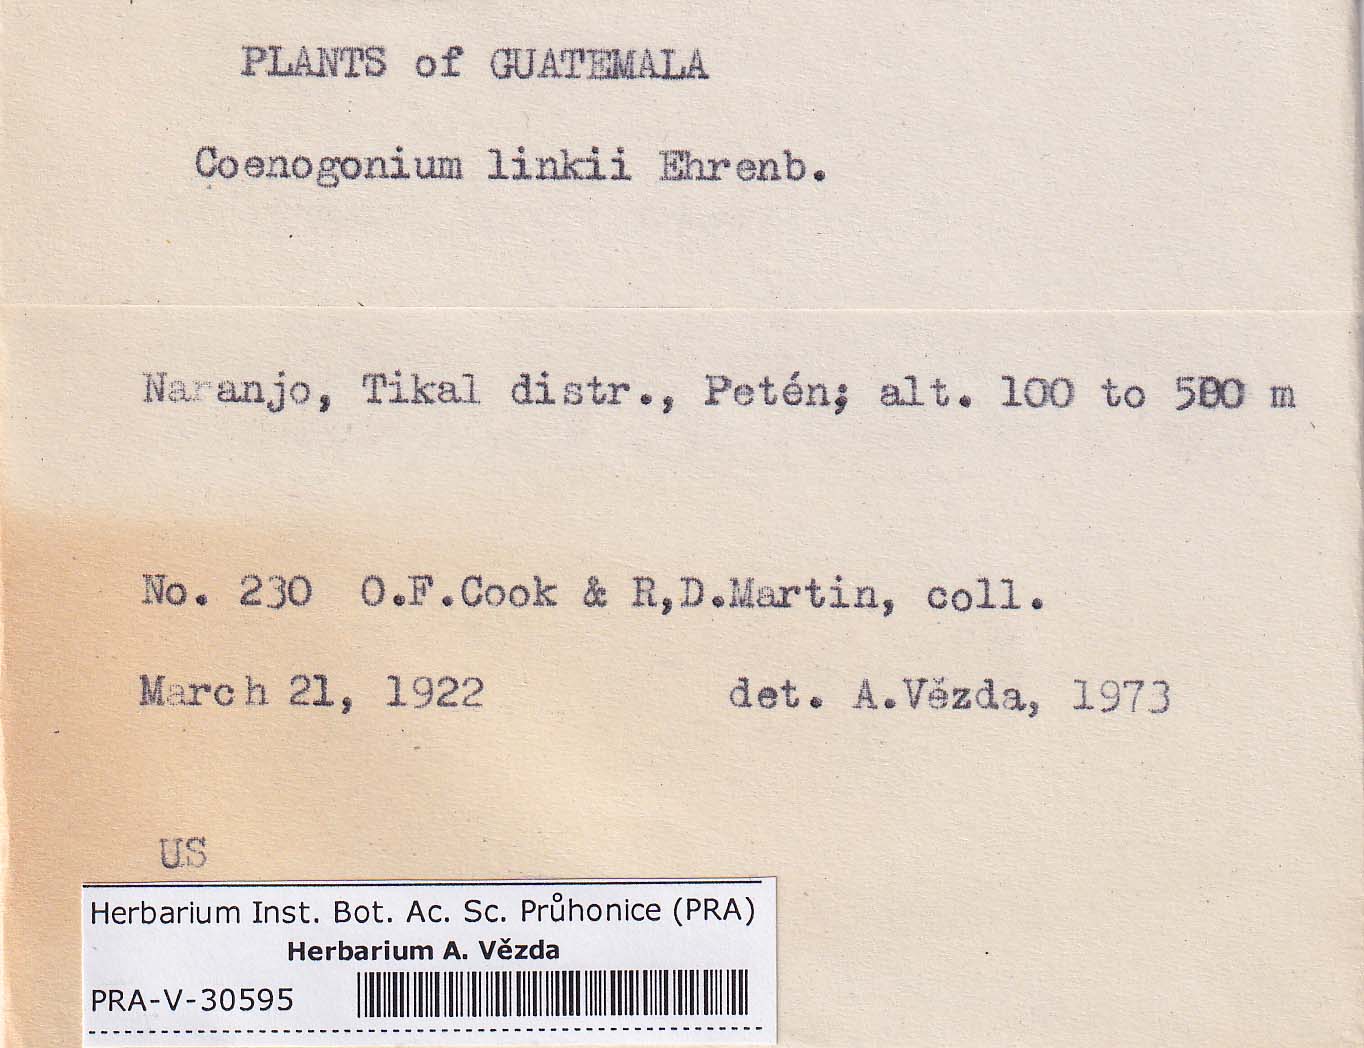 PLANTS of GUATEMALA
Coenogonium linkii Ehrenb.
Naranjo, Tikal distr., Petén; alt. 100 to 500 m
No. 230 O.F.Cook & R,D.Martin, coll.
March 21, 1922 det. A.Vězda, 1973
US
Herbarium Inst. Bot. Ac. Sc. Průhonice (PRA)
Herbarium A. Vězda
PRA-V-30595